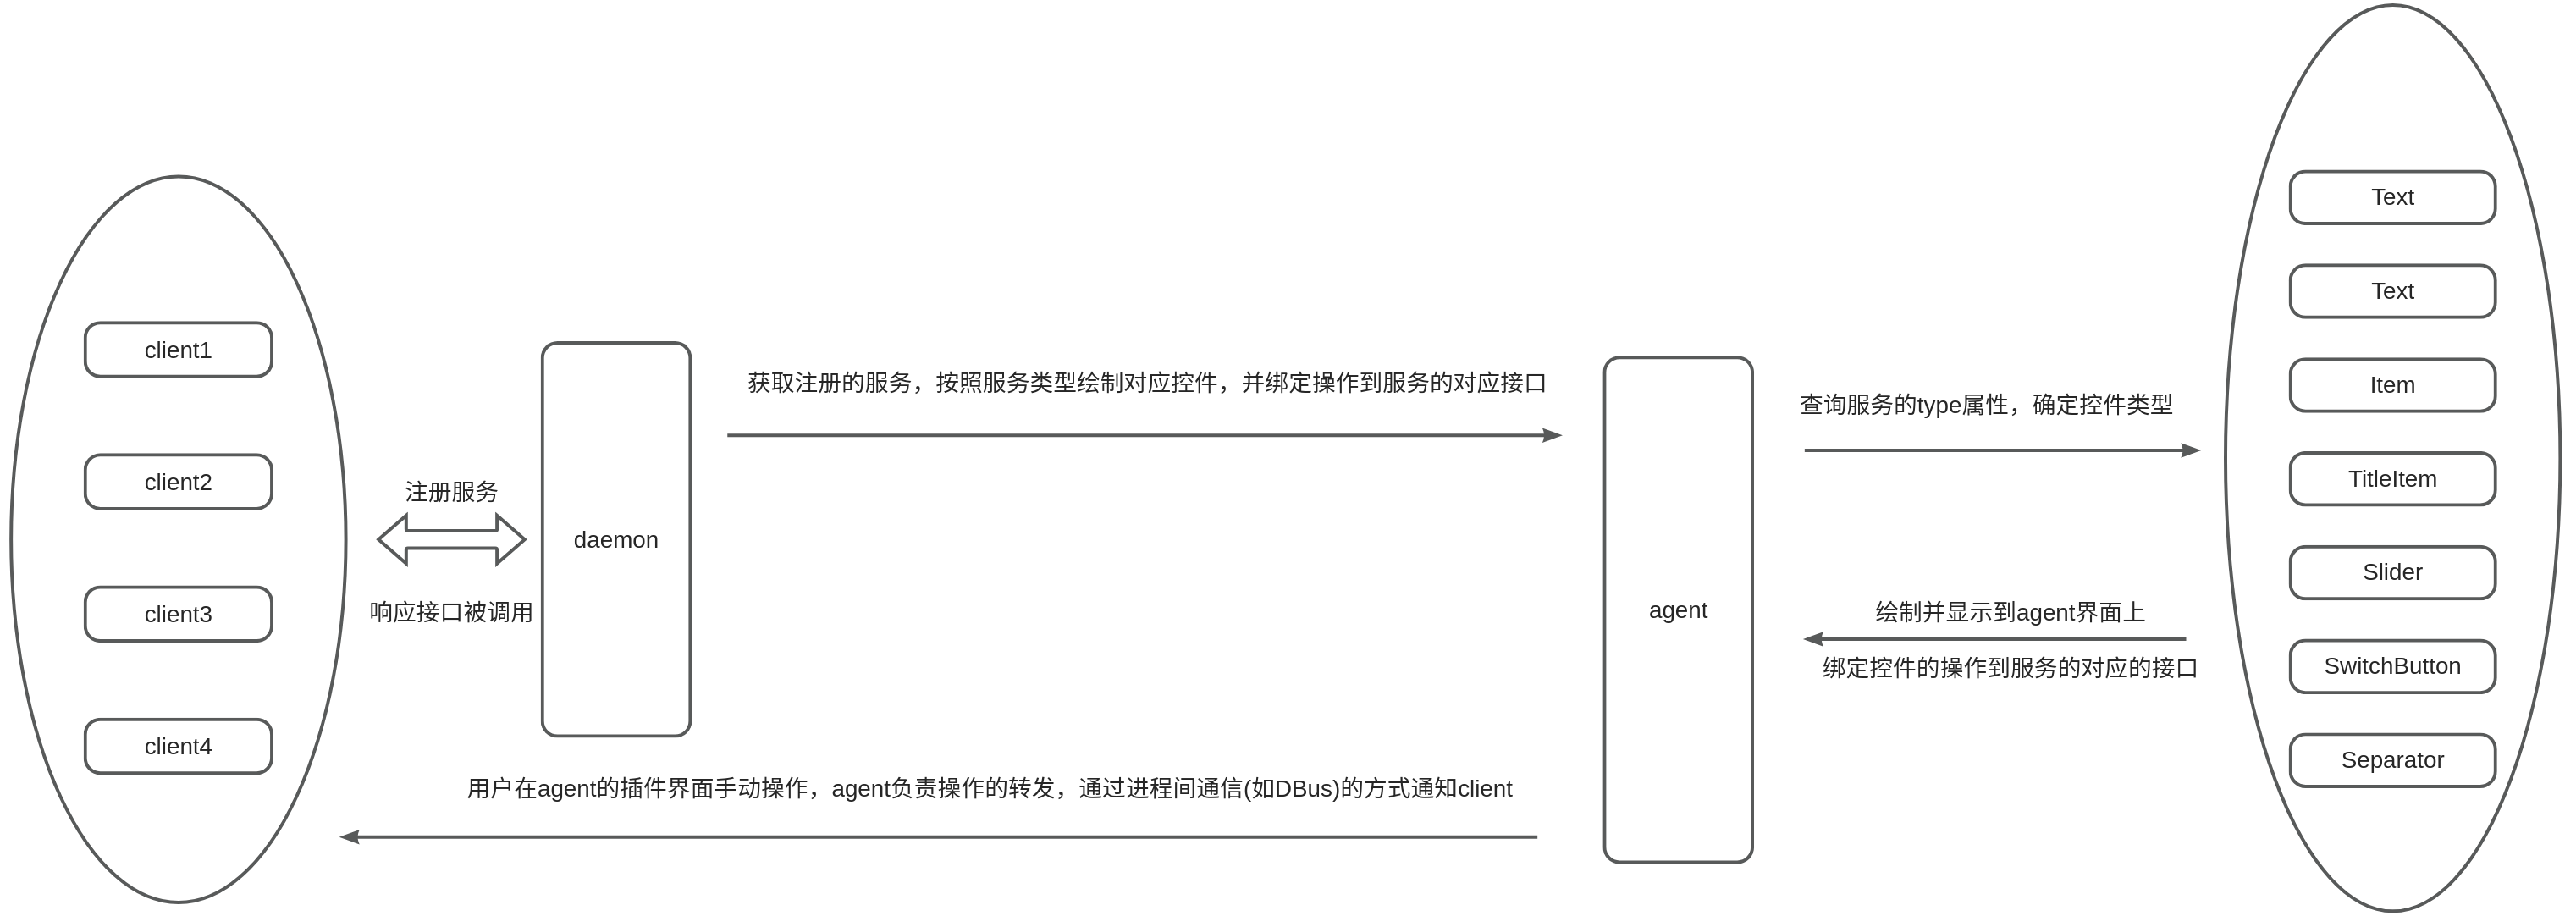 client1
client2
client3
client4
注册服务
响应接口被调用
daemon
获取注册的服务，按照服务类型绘制对应控件，并绑定操作到服务的对应接口
用户在agent的插件界面手动操作，agent负责操作的转发，通过进程间通信(如DBus)的方式通知client
agent
查询服务的type属性，确定控件类型
绘制并显示到agent界面上
绑定控件的操作到服务的对应的接口
Text
Text
Item
TitleItem
Slider
SwitchButton
Separator